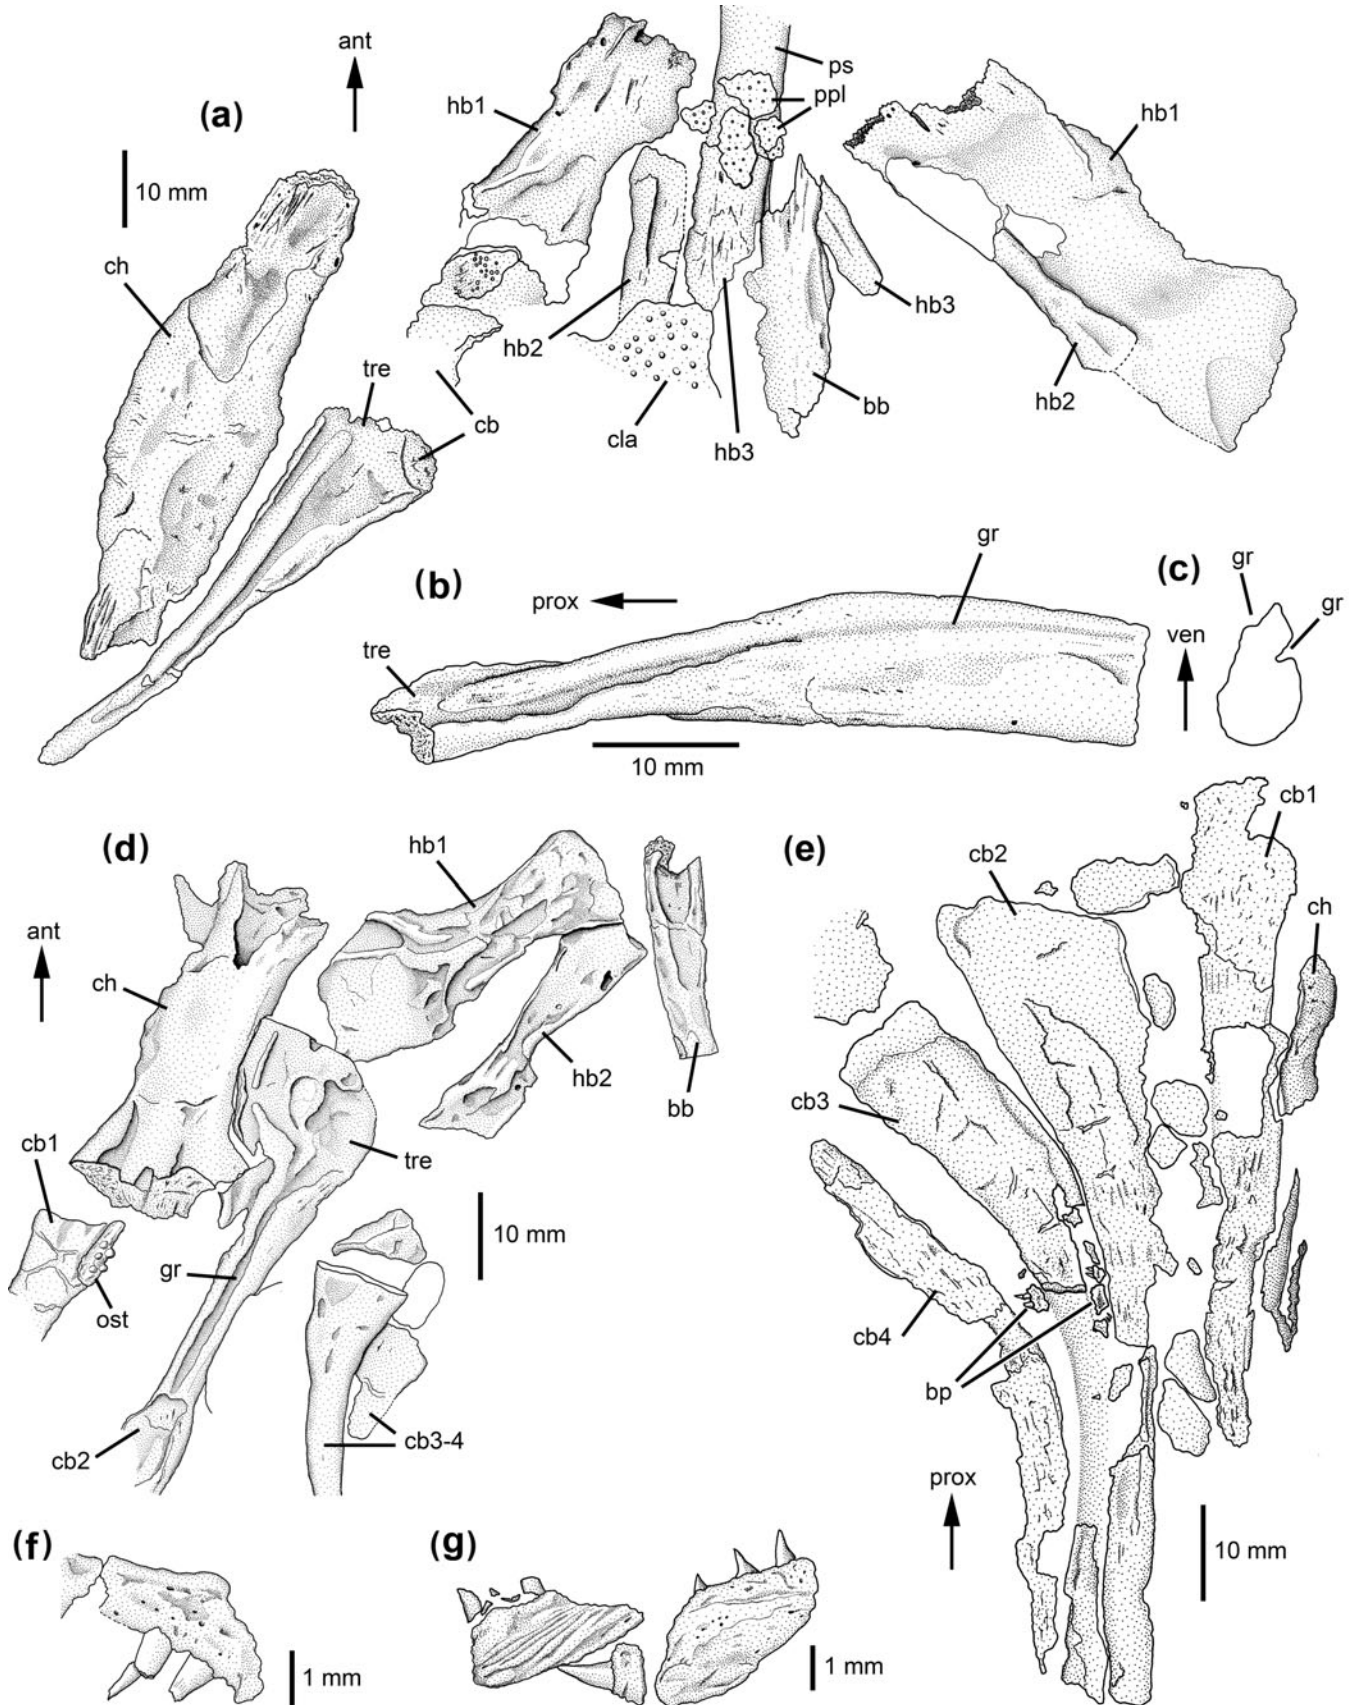 (a)
ant
10 mm
hb1
ps
ppl
hb1
ch
tre
hb2
cla
hb3
bb
hb3
hb2
cb
(b)
prox
gr
tre
10 mm
(c)
gr
gr
ven
(d)
ant
hb1
ch
hb2
bb
cb1
tre
ost
gr
10 mm
cb2
cb3-4
(e)
cb1
cb2
ch
cb3
cb4
bp
prox
10 mm
(f)
1 mm
(g)
1 mm